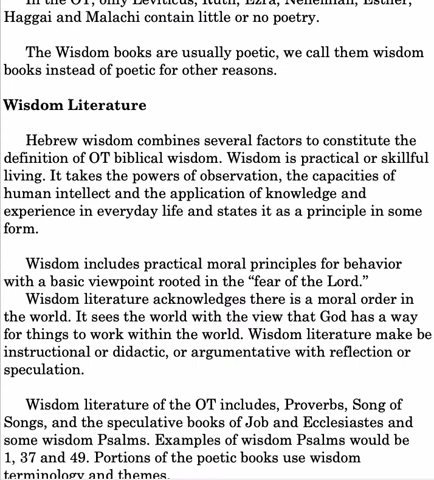 In the OT, only Leviticus, Ruth, Ezra, Nehemiah, Esther,
Haggai and Malachi contain little or no poetry.
The Wisdom books are usually poetic, we call them wisdom
books instead of poetic for other reasons.
Wisdom Literature
Hebrew wisdom combines several factors to constitute the
definition of OT biblical wisdom. Wisdom is practical or skillful
living. It takes the powers of observation, the capacities of
human intellect and the application of knowledge and
experience in everyday life and states it as a principle in some
form.
Wisdom includes practical moral principles for behavior
with a basic viewpoint rooted in the “fear of the Lord.”
Wisdom literature acknowledges there is a moral order in
the world. It sees the world with the view that God has a way
for things to work within the world. Wisdom literature make be
instructional or didactic, or argumentative with reflection or
speculation.
Wisdom literature of the OT includes, Proverbs, Song of
Songs, and the speculative books of Job and Ecclesiastes and
some wisdom Psalms. Examples of wisdom Psalms would be
1, 37 and 49. Portions of the poetic books use wisdom
terminology and themes.